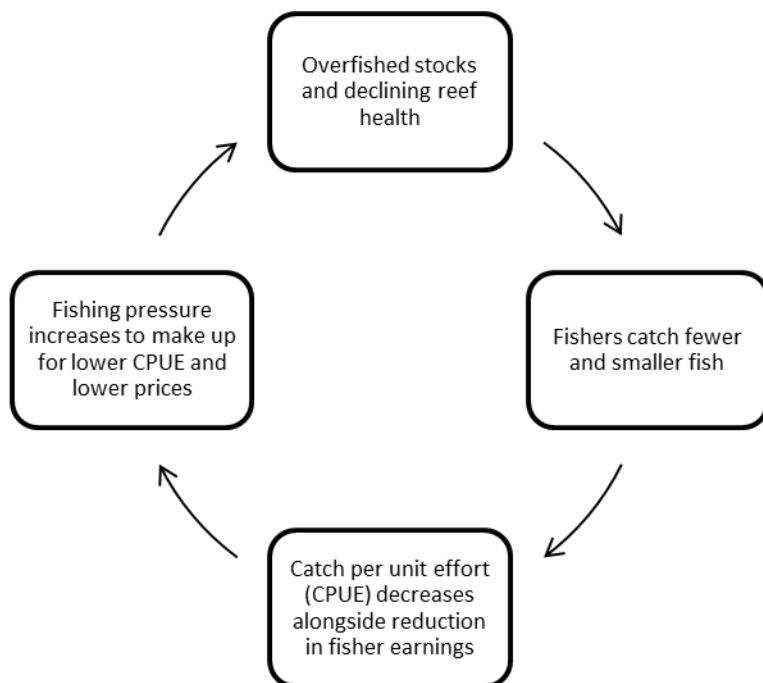 Overfished stocks
and declining reef
health
Fishers catch fewer
and smaller fish
Catch per unit effort
(CPUE) decreases
alongside reduction
in fisher earnings
Fishing pressure
increases to make up
for lower CPUE and
lower prices